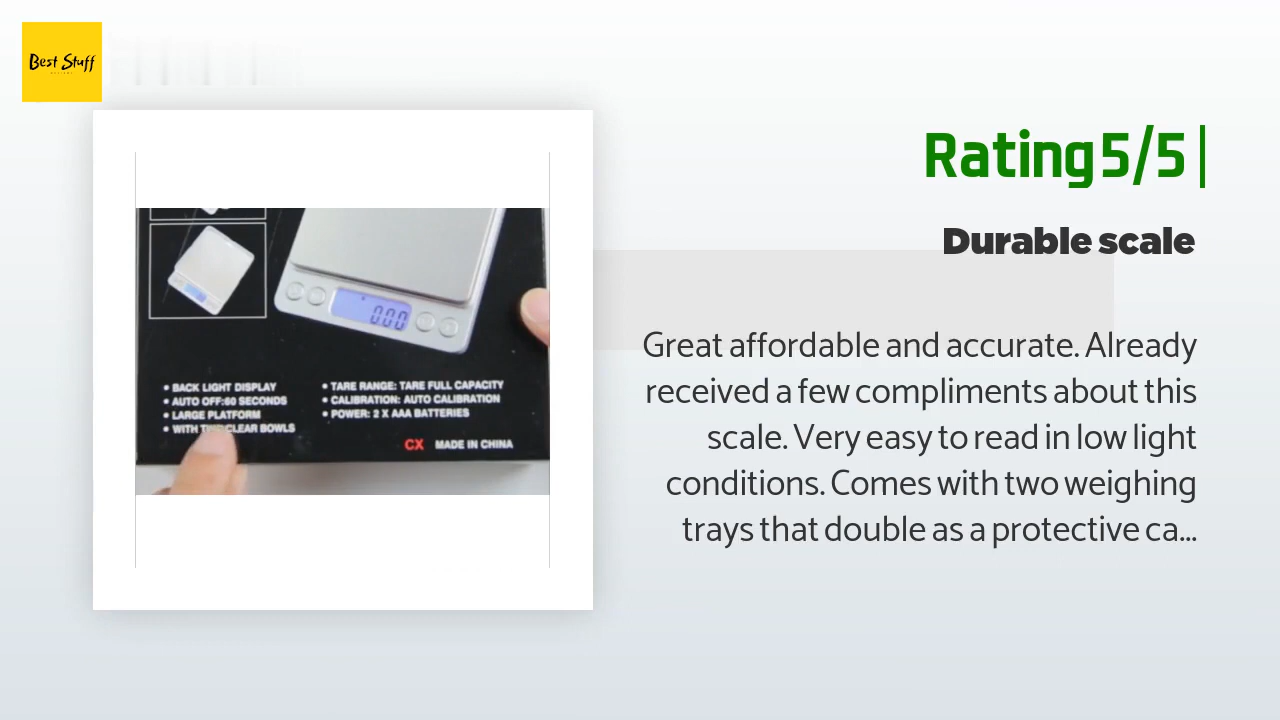 Best Stuff
Rating 5/5 |
Durable scale
Great affordable and accurate. Already
received a few compliments about this
scale. Very easy to read in low light
conditions. Comes with two weighing
trays that double as a protective ca...
0.00
• BACK LIGHT DISPLAY
• AUTO OFF:60 SECONDS
• LARGE PLATFORM
• WITH CLEAR BOWLS
• TARE RANGE: TARE FULL CAPACITY
• CALIBRATION: AUTO CALIBRATION
• POWER: 2 X AAA BATTERIES
CX MADE IN CHINA